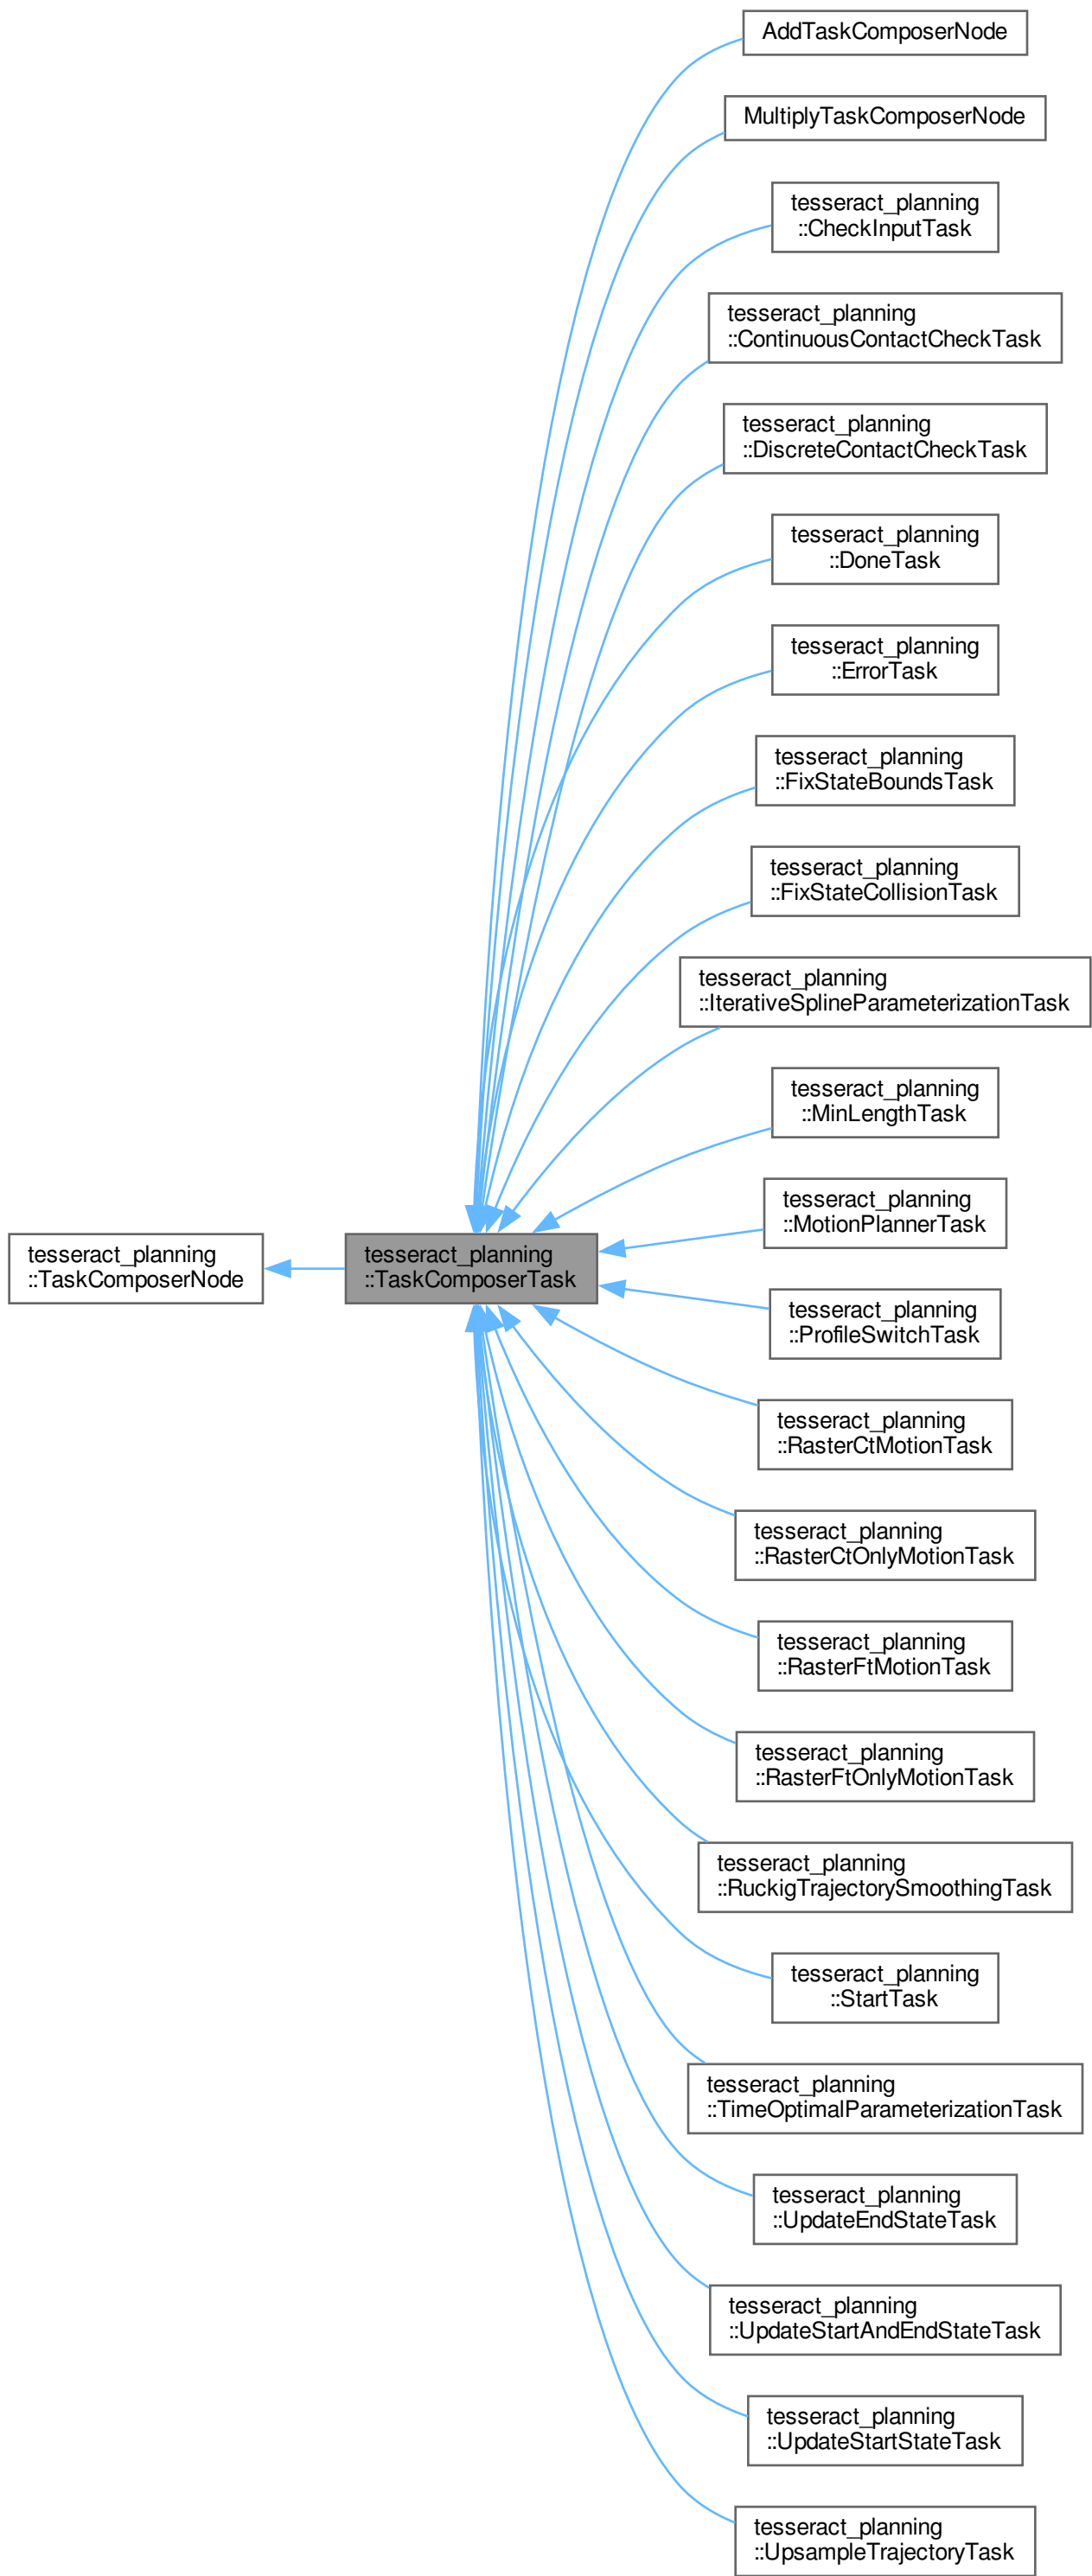 AddTaskComposerNode
MultiplyTaskComposerNode
tesseract_planning
::CheckInputTask
tesseract_planning
::ContinuousContactCheckTask
tesseract_planning
::DiscreteContactCheckTask
tesseract_planning
::DoneTask
tesseract_planning
::ErrorTask
tesseract_planning
::FixStateBoundsTask
tesseract_planning
::FixStateCollisionTask
tesseract_planning
::IterativeSplineParameterizationTask
tesseract_planning
::MinLengthTask
tesseract_planning
::MotionPlannerTask
tesseract_planning
::TaskComposerNode
tesseract_planning
::TaskComposerTask
tesseract_planning
::ProfileSwitchTask
tesseract_planning
::RasterCtMotionTask
tesseract_planning
::RasterCtOnlyMotionTask
tesseract_planning
::RasterFtMotionTask
tesseract_planning
::RasterFtOnlyMotionTask
tesseract_planning
::RuckigTrajectorySmoothingTask
tesseract_planning
::StartTask
tesseract_planning
::TimeOptimalParameterizationTask
tesseract_planning
::UpdateEndStateTask
tesseract_planning
::UpdateStartAndEndStateTask
tesseract_planning
::UpdateStartStateTask
tesseract_planning
::UpsampleTrajectoryTask